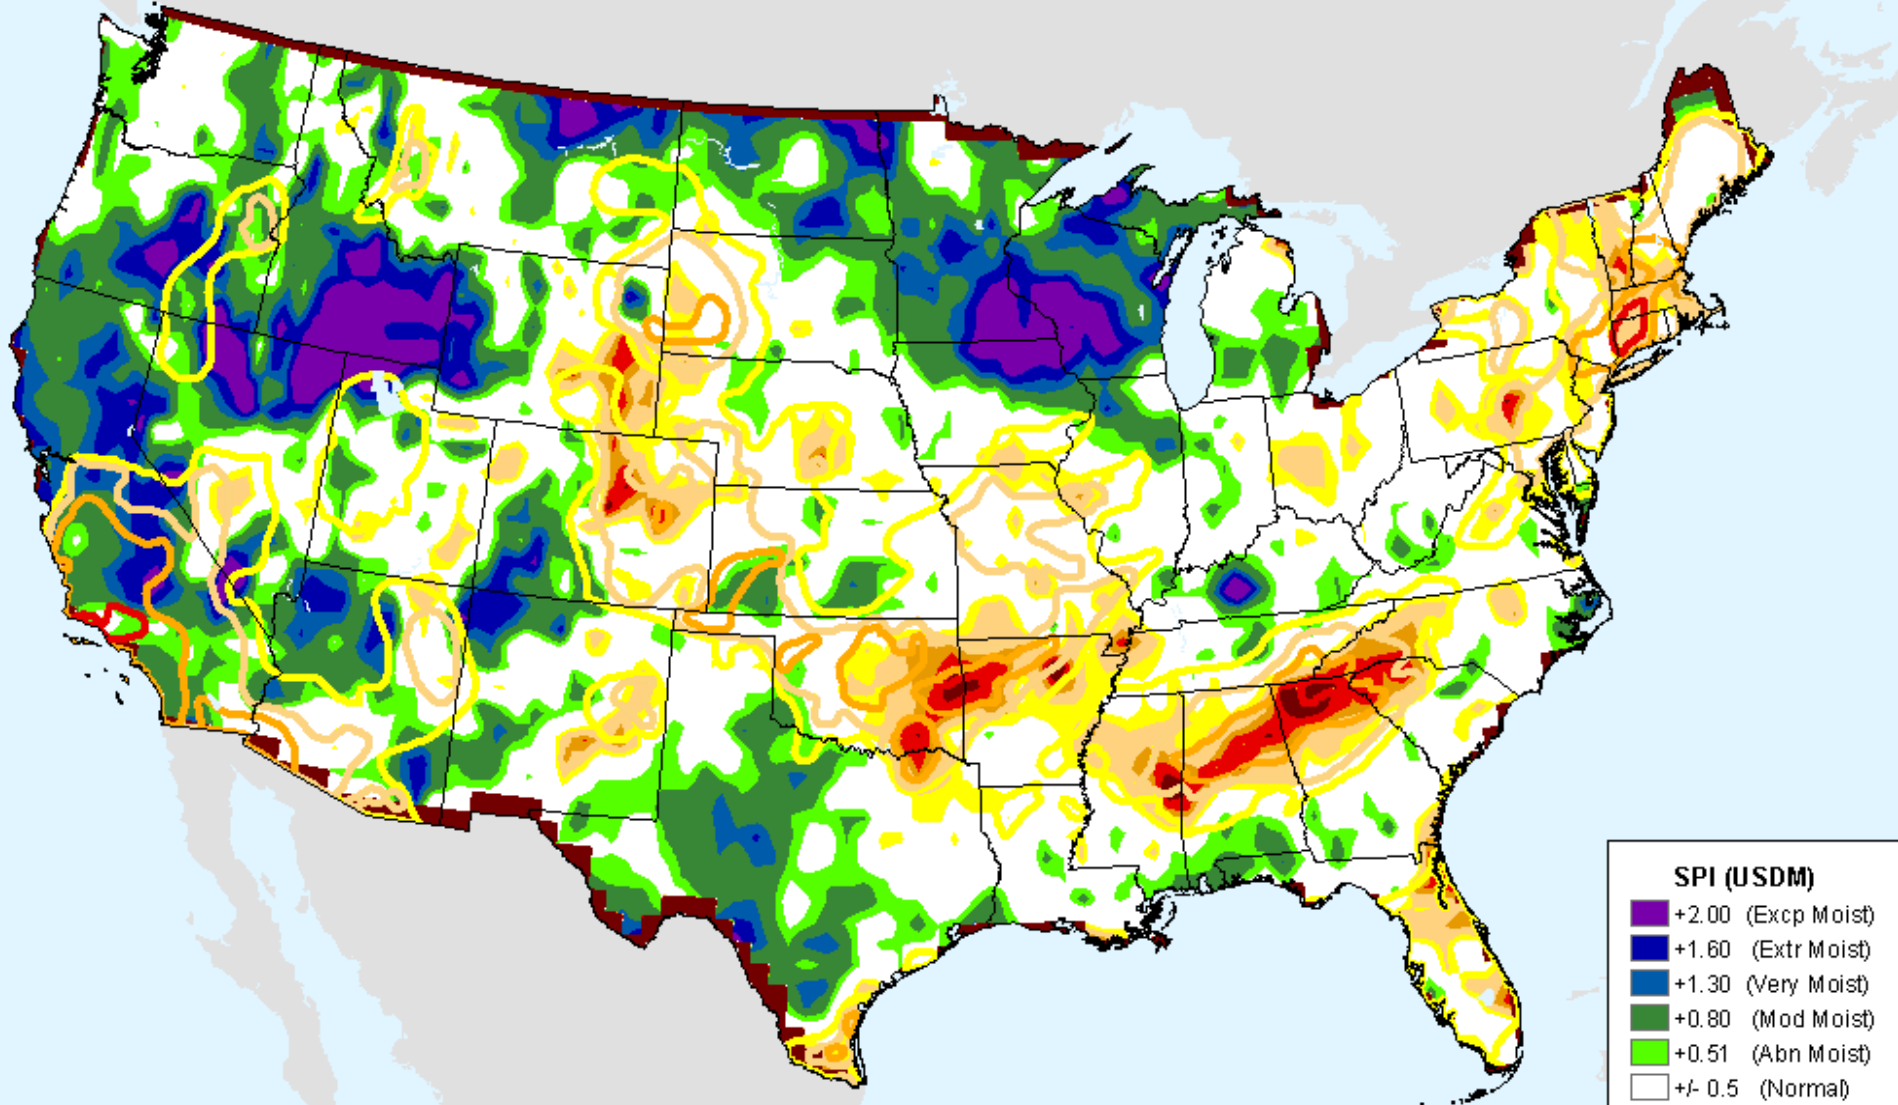 SPI (USDM)
+2.00 (Excp Moist)
+1.60 (Extr Moist)
+1.30 (Very Moist)
+0.80 (Mod Moist)
+0.51 (Abn Moist)
+/- 0.5 (Normal)